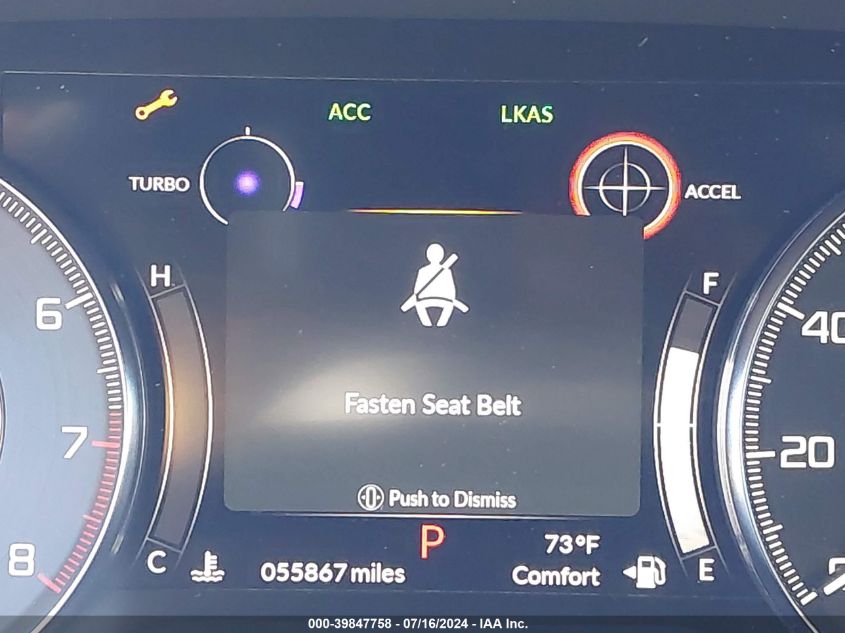 ACC LKAS
TURBO ACCEL
H F
6 40
Fasten Seat Belt
7 20
Push to Dismiss
P
8 C 055867 miles 73°F E
Comfort
000-39847758 - 07/16/2024 - IAA Inc.